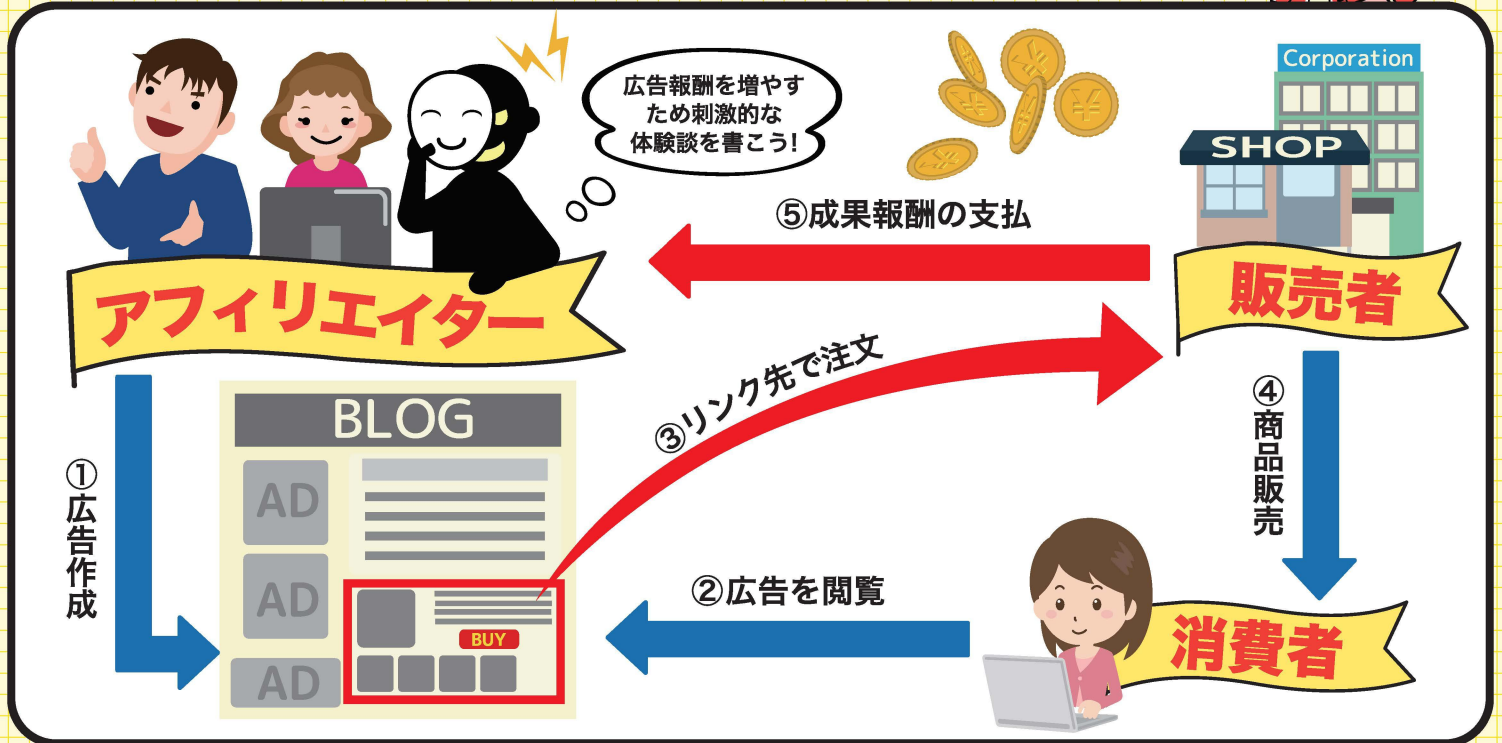 広告報酬を増やす
ため刺激的な
体験談を書こう!
Corporation
SHOP
⑤成果報酬の支払
アフィリエイター
販売者
①広告作成
BLOG
AD
AD
AD
BUY
③リンク先で注文
④商品販売
②広告を閲覧
消費者